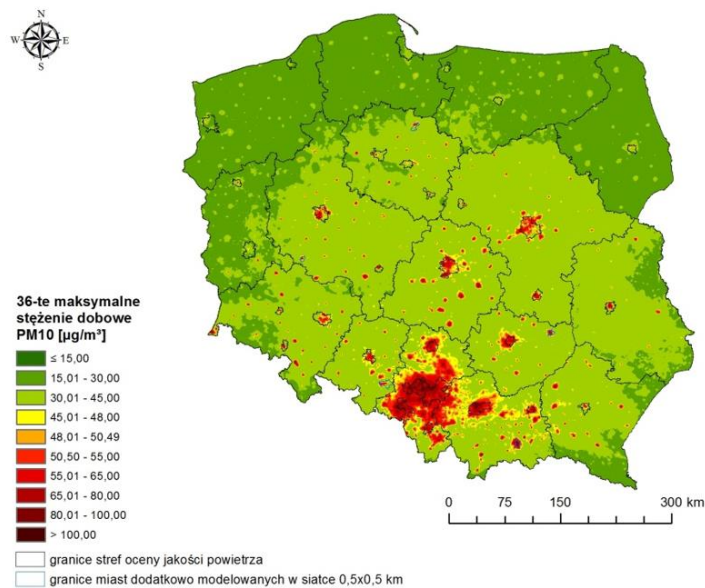 N
W E
S
36-te maksymalne
stężenie dobowe
PM10 [µg/m³]
≤ 15,00
15,01 - 30,00
30,01 - 45,00
45,01 - 48,00
48,01 - 50,49
50,50 - 55,00
55,01 - 65,00
65,01 - 80,00
80,01 - 100,00
> 100,00
granice stref oceny jakości powietrza
granice miast dodatkowo modelowanych w siatce 0,5x0,5 km
0 75 150 300 km